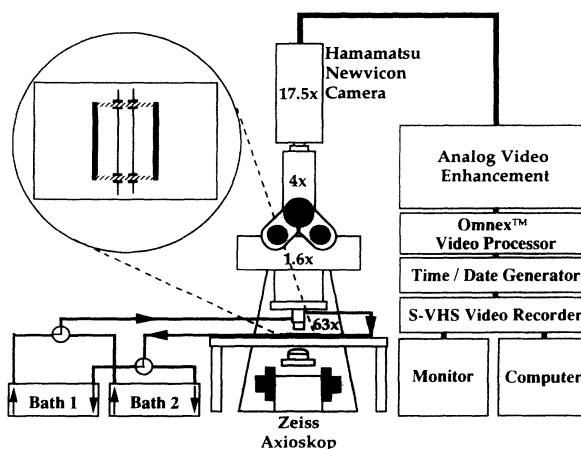 Hamamatsu
Newvicon
Camera
17.5x
4x
1.6x
63x
Analog Video
Enhancement
Omnex™
Video Processor
Time / Date Generator
S-VHS Video Recorder
Monitor
Computer
Bath 1
Bath 2
Zeiss
Axioskop